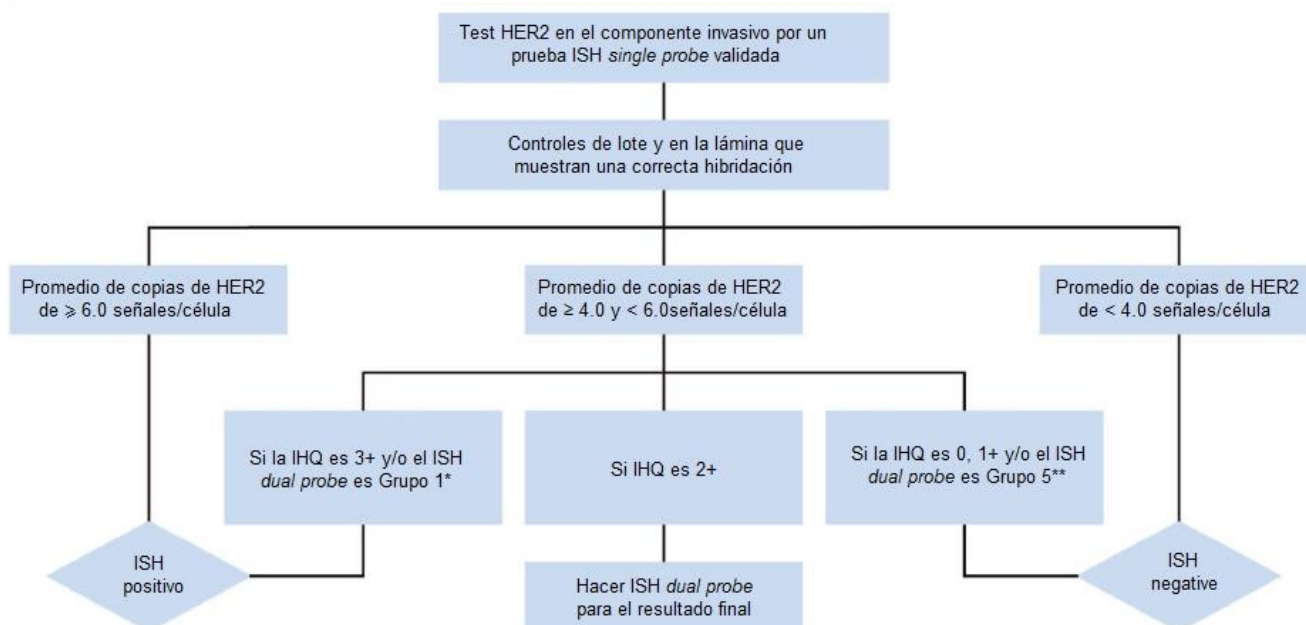 Test HER2 en el componente invasivo por un
prueba ISH single probe validada
Controles de lote y en la lámina que
muestran una correcta hibridación
Promedio de copias de HER2
de ⩾ 6.0 señales/célula
Promedio de copias de HER2
de ≥ 4.0 y < 6.0señales/célula
Promedio de copias de HER2
de < 4.0 señales/célula
Si la IHQ es 3+ y/o el ISH
dual probe es Grupo 1*
Si IHQ es 2+
Si la IHQ es 0, 1+ y/o el ISH
dual probe es Grupo 5**
ISH
positivo
Hacer ISH dual probe
para el resultado final
ISH
negative